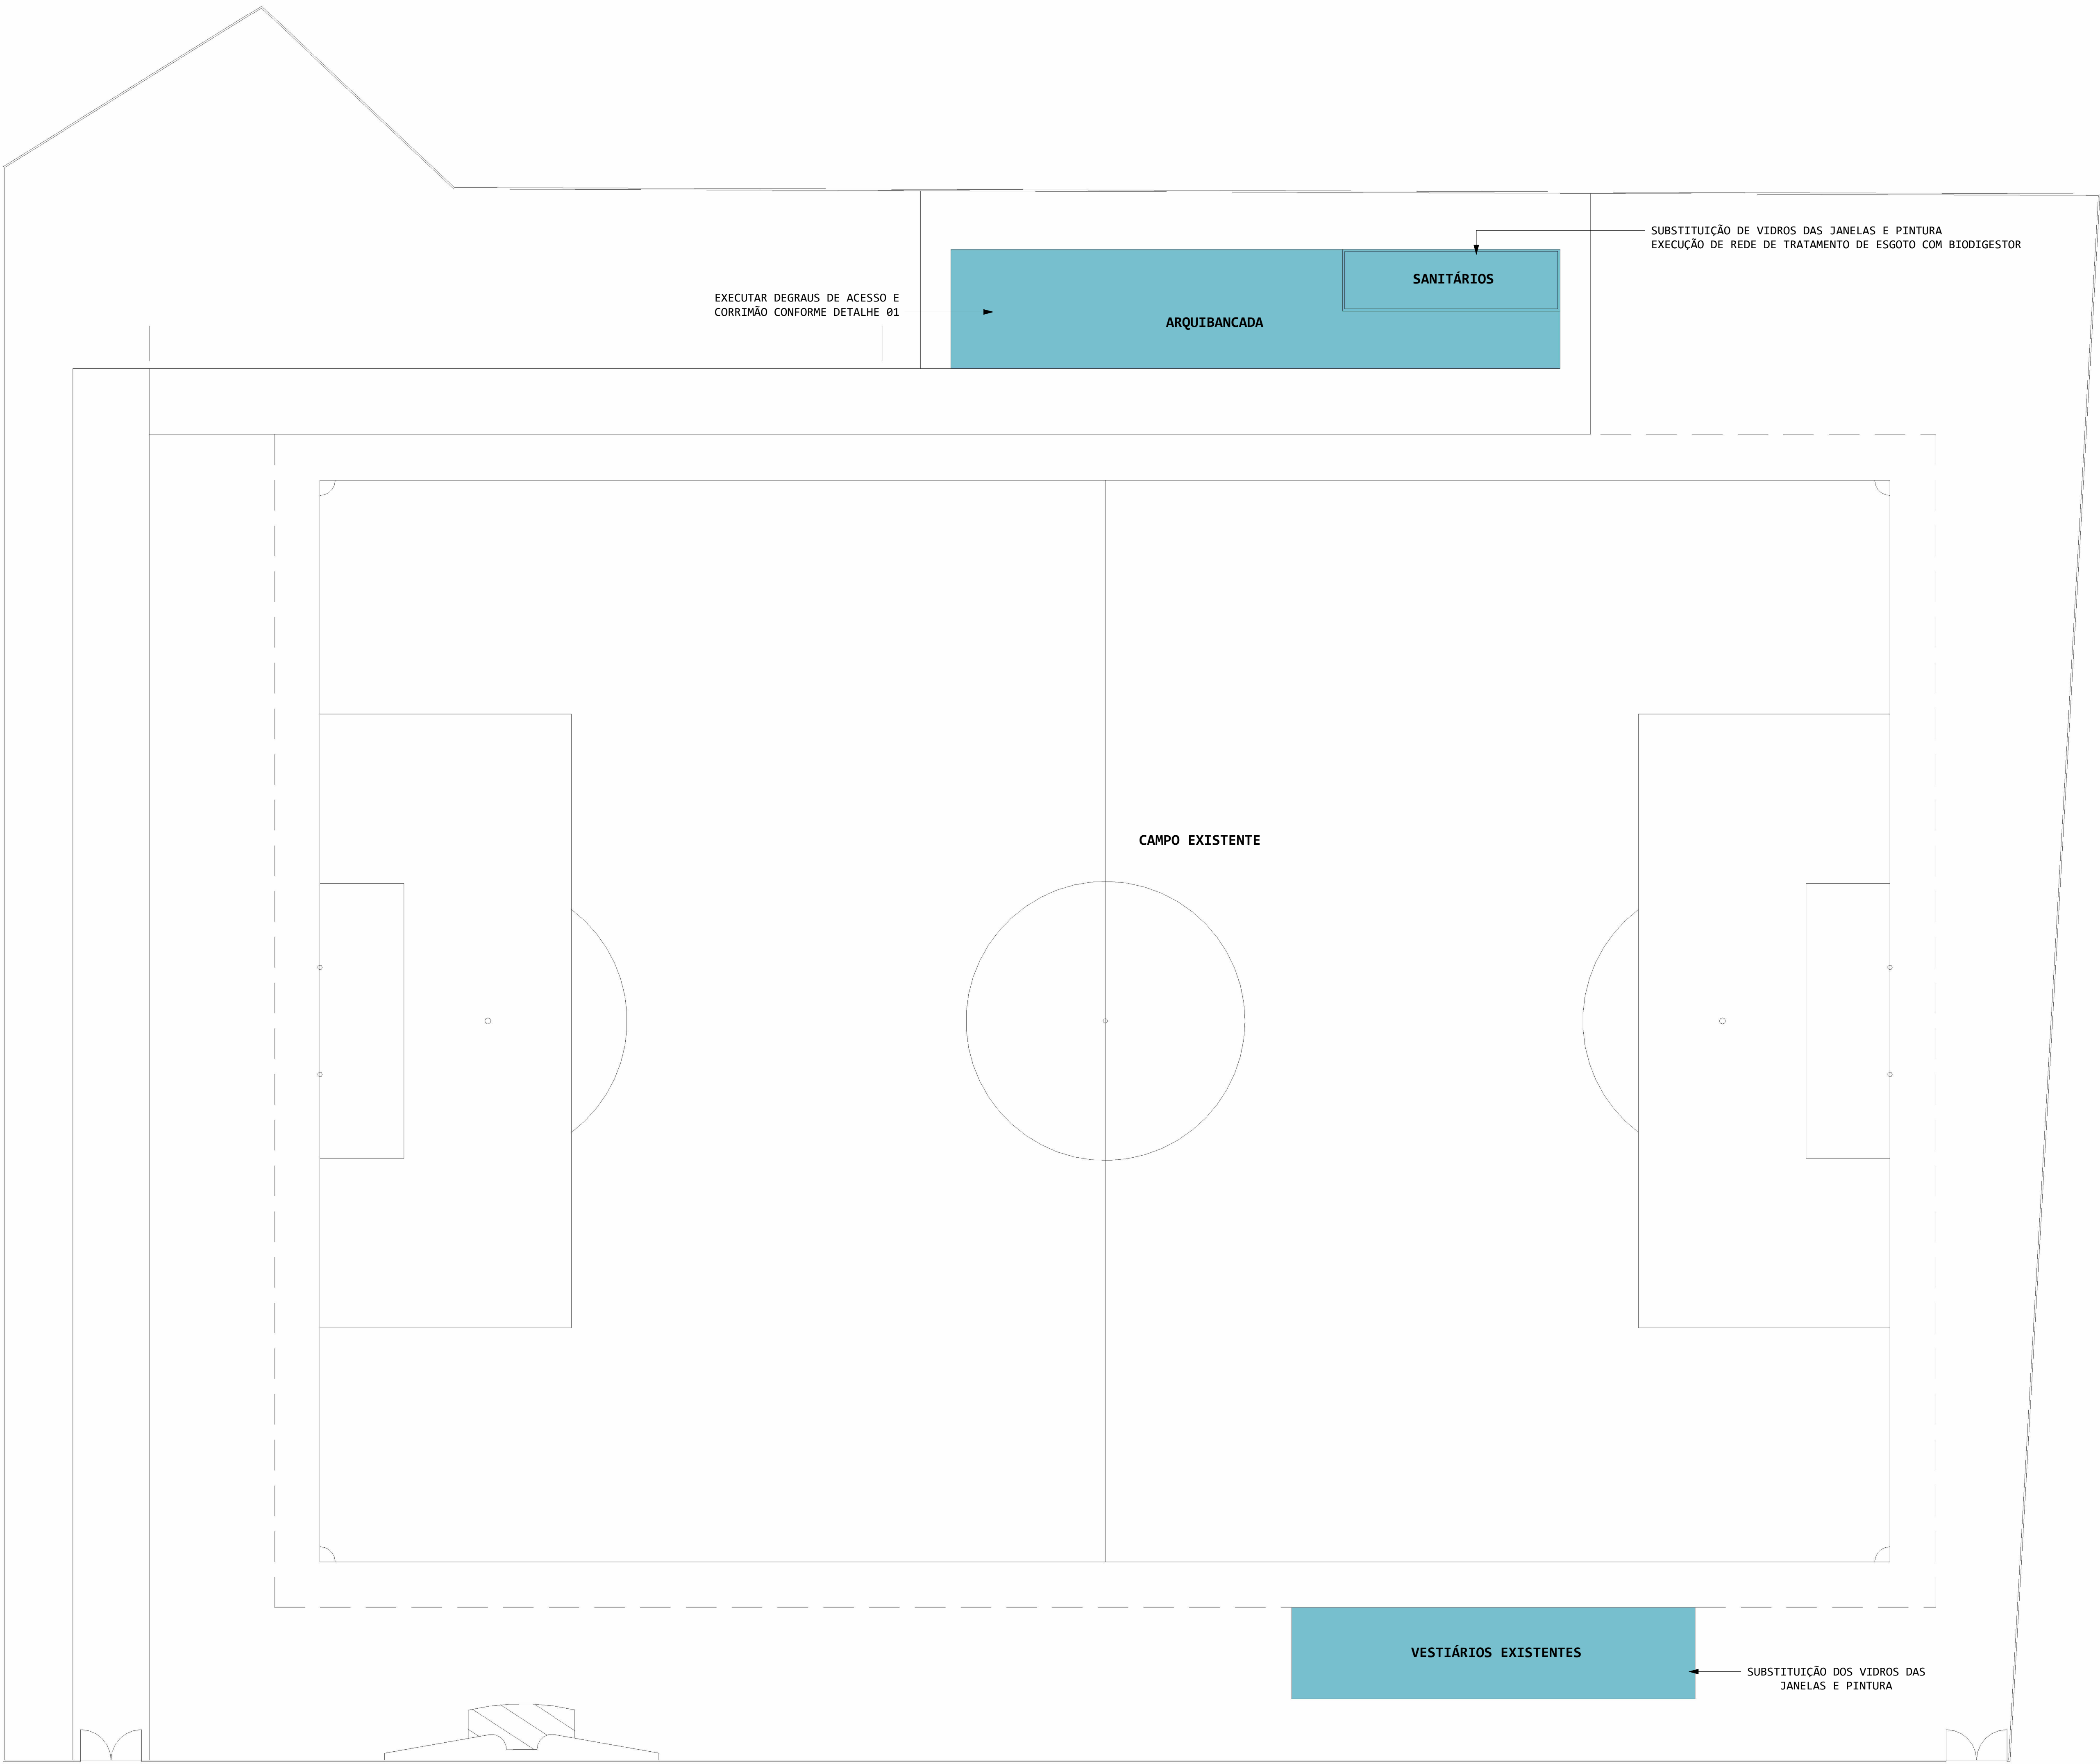 SUBSTITUIÇÃO DE VIDROS DAS JANELAS E PINTURA
EXECUÇÃO DE REDE DE TRATAMENTO DE ESGOTO COM BIODIGESTOR
SANITÁRIOS
EXECUTAR DEGRAUS DE ACESSO E
CORRIMÃO CONFORME DETALHE 01
ARQUIBANCADA
CAMPO EXISTENTE
VESTIÁRIOS EXISTENTES
SUBSTITUIÇÃO DOS VIDROS DAS
JANELAS E PINTURA